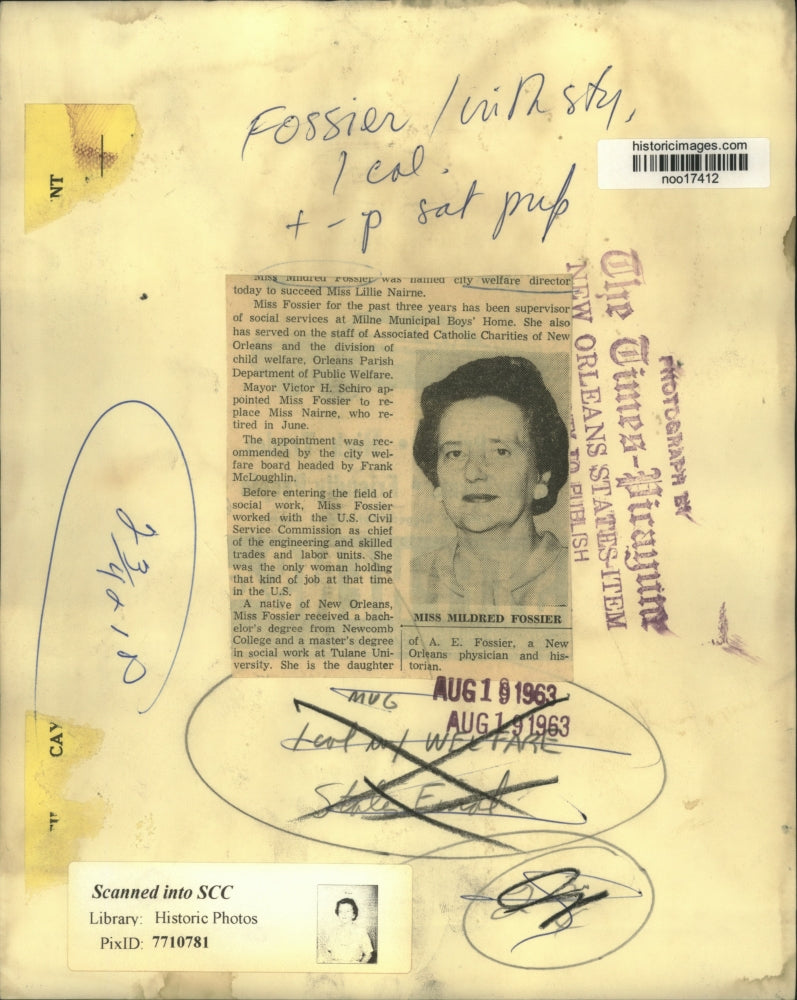 Fossier / with sty,
1 col.
+ - p sat pup
historicimages.com
noo17412
NT
Miss Mildred Fossier was named city welfare director
today to succeed Miss Lillie Nairne.
Miss Fossier for the past three years has been supervisor
of social services at Milne Municipal Boys' Home. She also
has served on the staff of Associated Catholic Charities of New
Orleans and the division of
child welfare, Orleans Parish
Department of Public Welfare.
Mayor Victor H. Schiro ap-
pointed Miss Fossier to re-
place Miss Nairne, who re-
tired in June.
The appointment was rec-
ommended by the city wel-
fare board headed by Frank
McLoughlin.
Before entering the field of
social work, Miss Fossier
worked with the U.S. Civil
Service Commission as chief
of the engineering and skilled
trades and labor units. She
was the only woman holding
that kind of job at that time
in the U.S.
A native of New Orleans,
Miss Fossier received a bach-
elor's degree from Newcomb
College and a master's degree
in social work at Tulane Uni-
versity. She is the daughter
MISS MILDRED FOSSIER
of A. E. Fossier, a New
Orleans physician and his-
torian.
PHOTOGRAPH BY
The Times-Picayune
NEW ORLEANS STATES-ITEM
TO PUBLISH
MUG
AUG 19 1963
AUG 19 1963
1 col w/ WELFARE
CAY
Scanned into SCC
Library: Historic Photos
PixID: 7710781